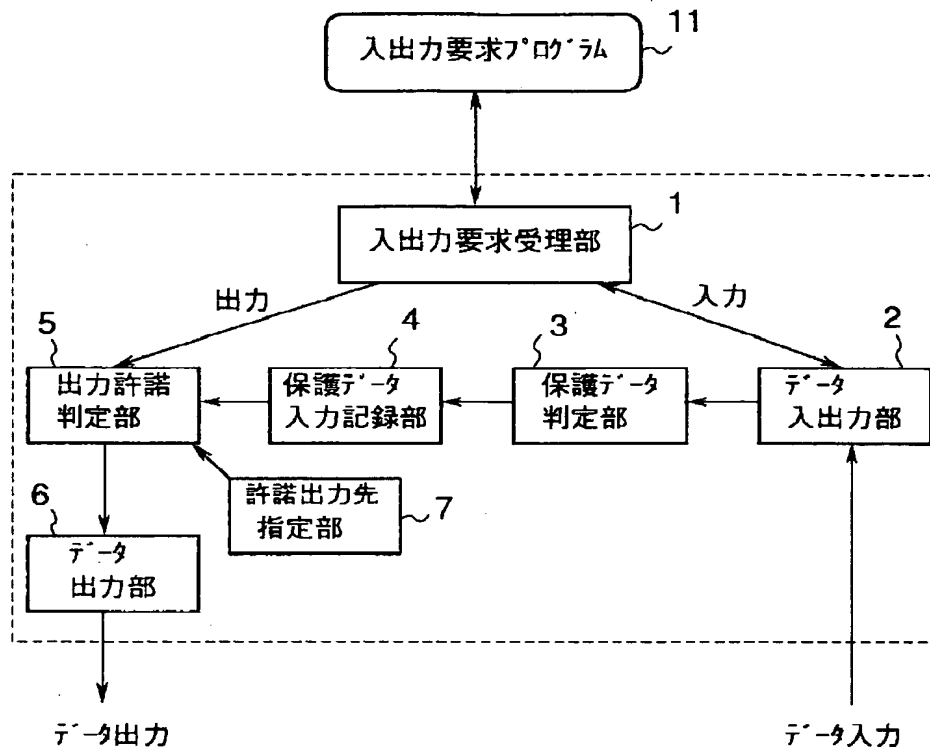 11
入出力要求ﾌﾟﾛｸﾞﾗﾑ
1
入出力要求受理部
出力
入力
5
出力許諾
判定部
4
保護ﾃﾞｰﾀ
入力記録部
3
保護ﾃﾞｰﾀ
判定部
2
ﾃﾞｰﾀ
入出力部
6
ﾃﾞｰﾀ
出力部
許諾出力先
指定部
7
ﾃﾞｰﾀ出力
ﾃﾞｰﾀ入力